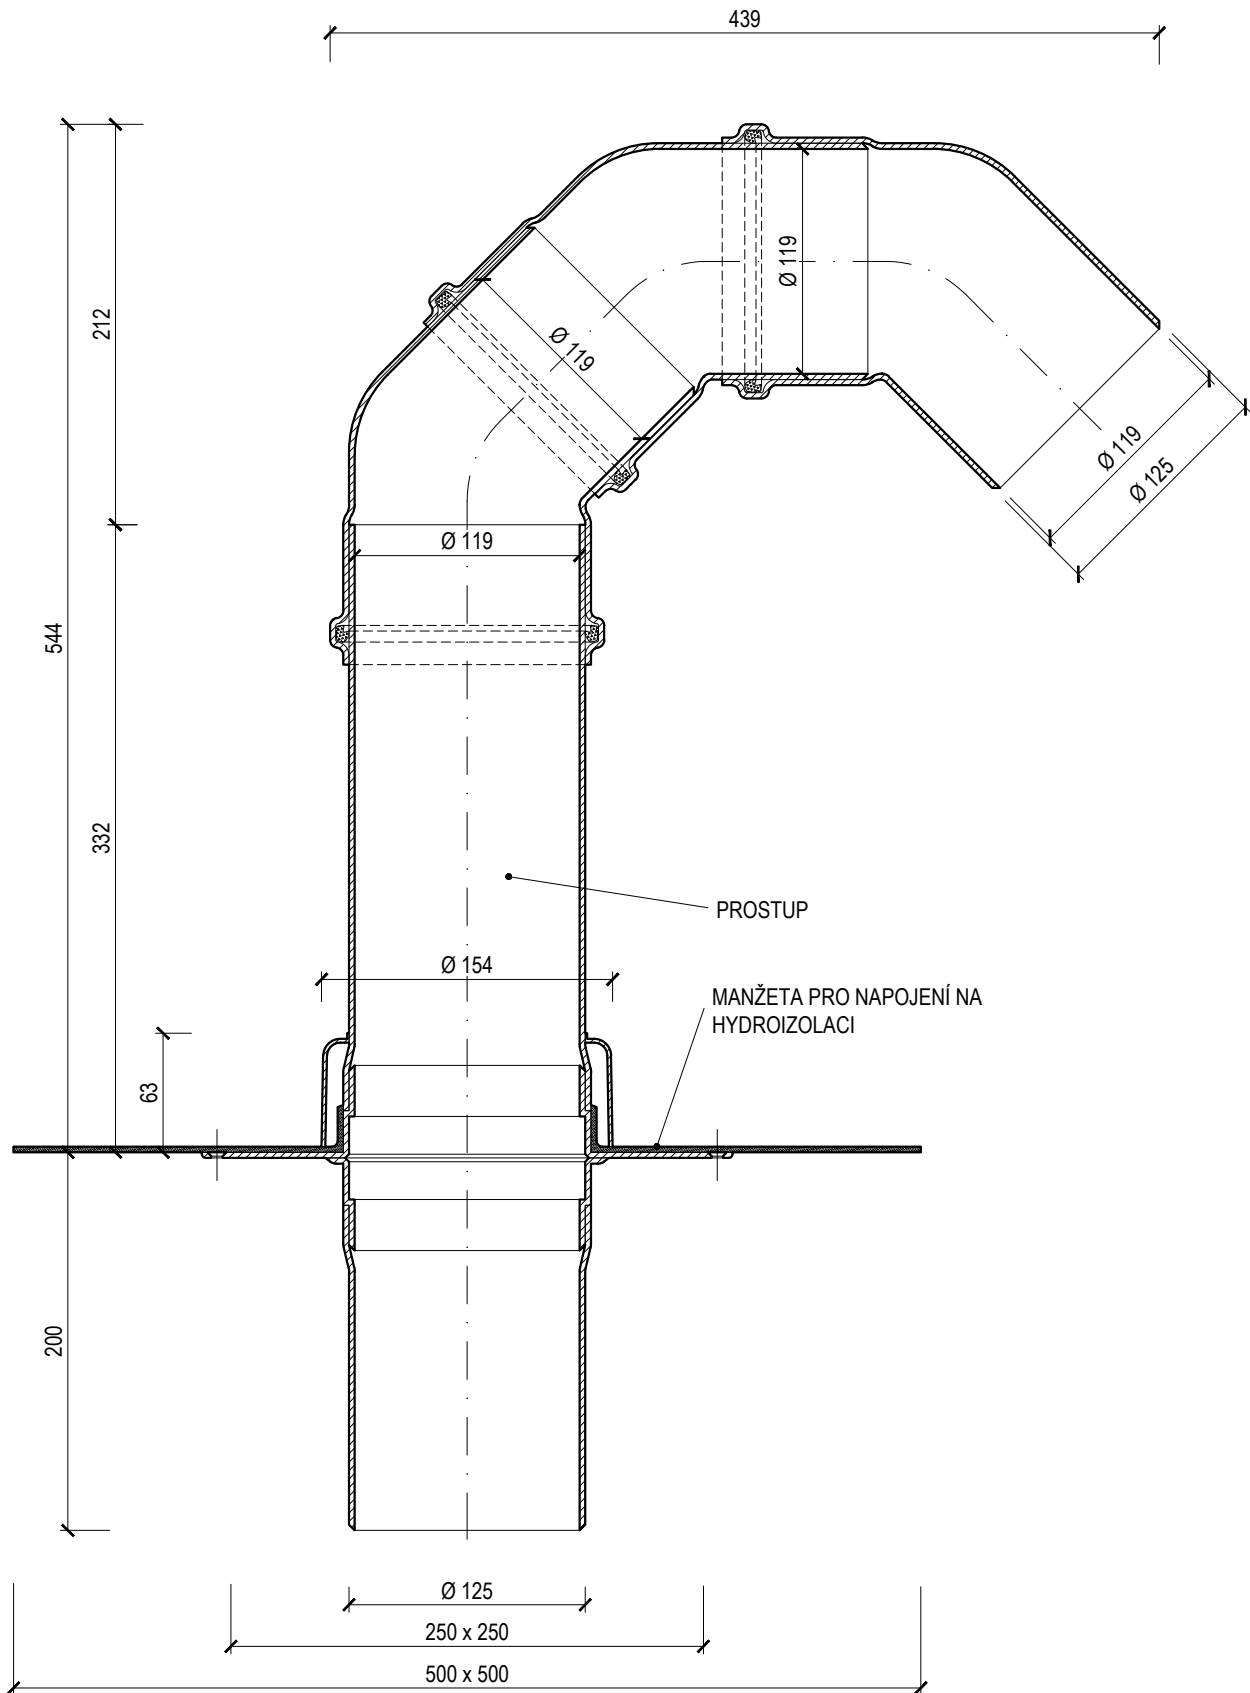 439
212
Ø 119
Ø 119
Ø 119
Ø 125
Ø 119
544
332
PROSTUP
Ø 154
MANŽETA PRO NAPOJENÍ NA
HYDROIZOLACI
63
200
Ø 125
250 x 250
500 x 500